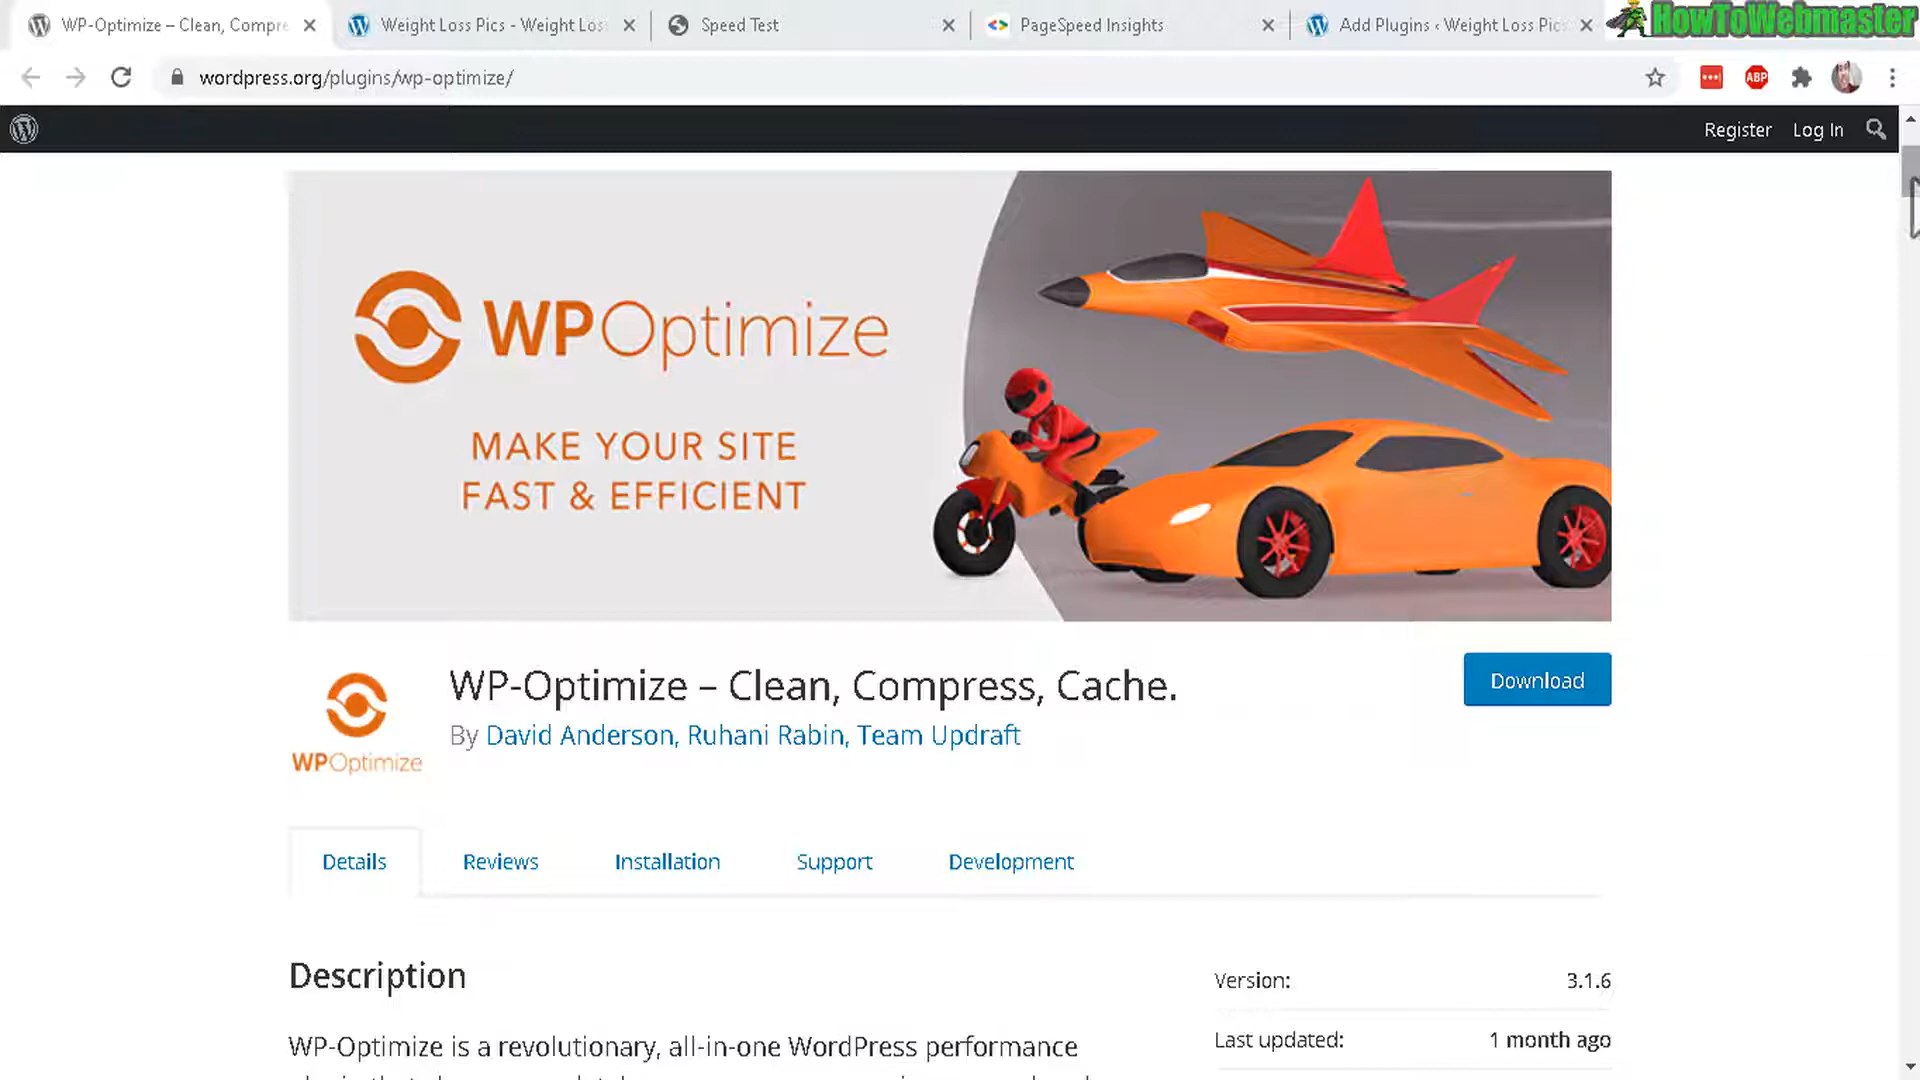 WP-Optimize – Clean, Compre
Weight Loss Pics - Weight Los
Speed Test
PageSpeed Insights
Add Plugins ‹ Weight Loss Pics
HowToWebmaster
wordpress.org/plugins/wp-optimize/
ABP
Register
Log In
WPOptimize
MAKE YOUR SITE
FAST & EFFICIENT
WP-Optimize – Clean, Compress, Cache.
Download
By David Anderson, Ruhani Rabin, Team Updraft
WPOptimize
Details
Reviews
Installation
Support
Development
Description
Version: 3.1.6
WP-Optimize is a revolutionary, all-in-one WordPress performance
Last updated: 1 month ago